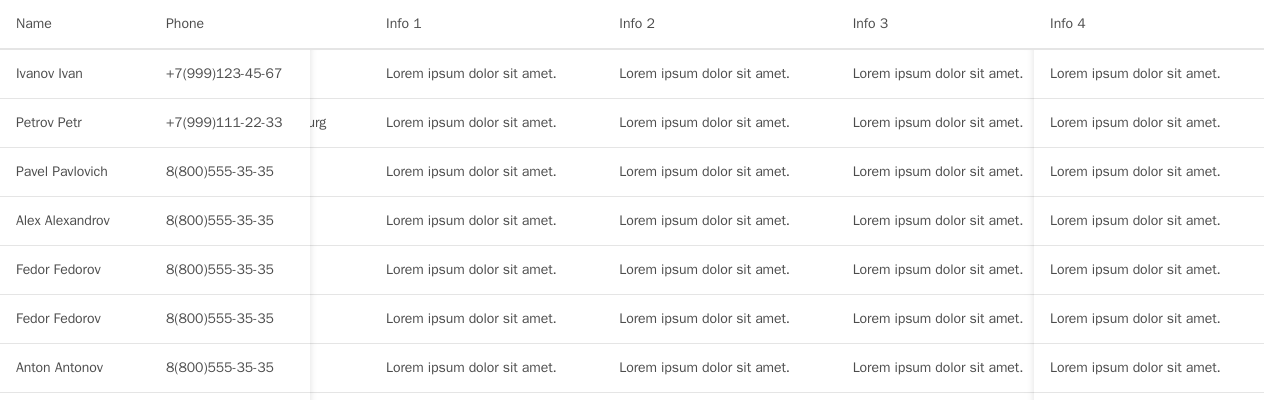 Name Phone Info 1 Info 2 Info 3 Info 4
Ivanov Ivan +7(999)123-45-67 Lorem ipsum dolor sit amet. Lorem ipsum dolor sit amet. Lorem ipsum dolor sit amet. Lorem ipsum dolor sit amet.
Petrov Petr +7(999)111-22-33 urg Lorem ipsum dolor sit amet. Lorem ipsum dolor sit amet. Lorem ipsum dolor sit amet. Lorem ipsum dolor sit amet.
Pavel Pavlovich 8(800)555-35-35 Lorem ipsum dolor sit amet. Lorem ipsum dolor sit amet. Lorem ipsum dolor sit amet. Lorem ipsum dolor sit amet.
Alex Alexandrov 8(800)555-35-35 Lorem ipsum dolor sit amet. Lorem ipsum dolor sit amet. Lorem ipsum dolor sit amet. Lorem ipsum dolor sit amet.
Fedor Fedorov 8(800)555-35-35 Lorem ipsum dolor sit amet. Lorem ipsum dolor sit amet. Lorem ipsum dolor sit amet. Lorem ipsum dolor sit amet.
Fedor Fedorov 8(800)555-35-35 Lorem ipsum dolor sit amet. Lorem ipsum dolor sit amet. Lorem ipsum dolor sit amet. Lorem ipsum dolor sit amet.
Anton Antonov 8(800)555-35-35 Lorem ipsum dolor sit amet. Lorem ipsum dolor sit amet. Lorem ipsum dolor sit amet. Lorem ipsum dolor sit amet.